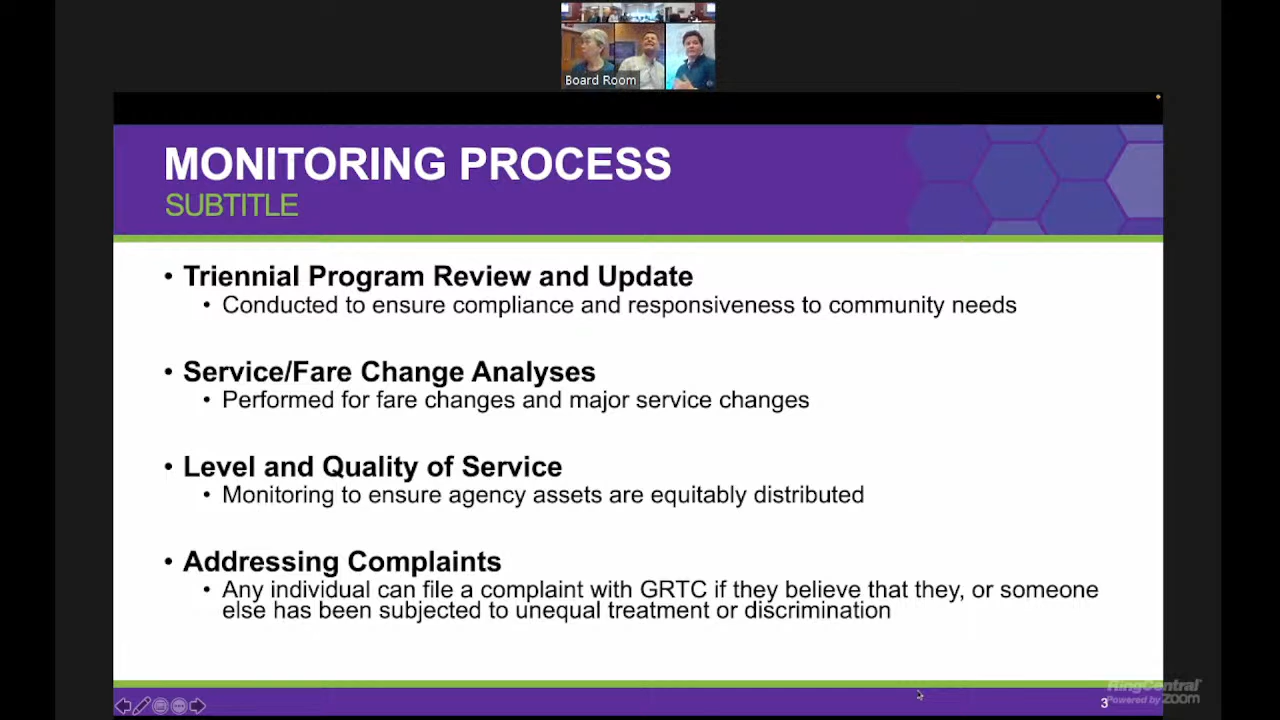 Board Room
MONITORING PROCESS
SUBTITLE
• Triennial Program Review and Update
• Conducted to ensure compliance and responsiveness to community needs
• Service/Fare Change Analyses
• Performed for fare changes and major service changes
• Level and Quality of Service
• Monitoring to ensure agency assets are equitably distributed
• Addressing Complaints
• Any individual can file a complaint with GRTC if they believe that they, or someone
else has been subjected to unequal treatment or discrimination
3
RingCentral
Powered by zoom